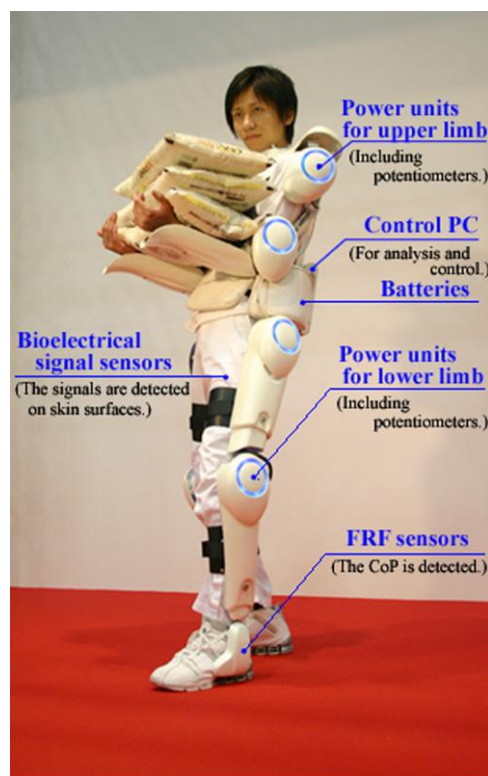 Power units
for upper limb
(Including
potentiometers.)
Control PC
(For analysis and
control.)
Batteries
Bioelectrical
signal sensors
(The signals are detected
on skin surfaces.)
Power units
for lower limb
(Including
potentiometers.)
FRF sensors
(The CoP is detected.)